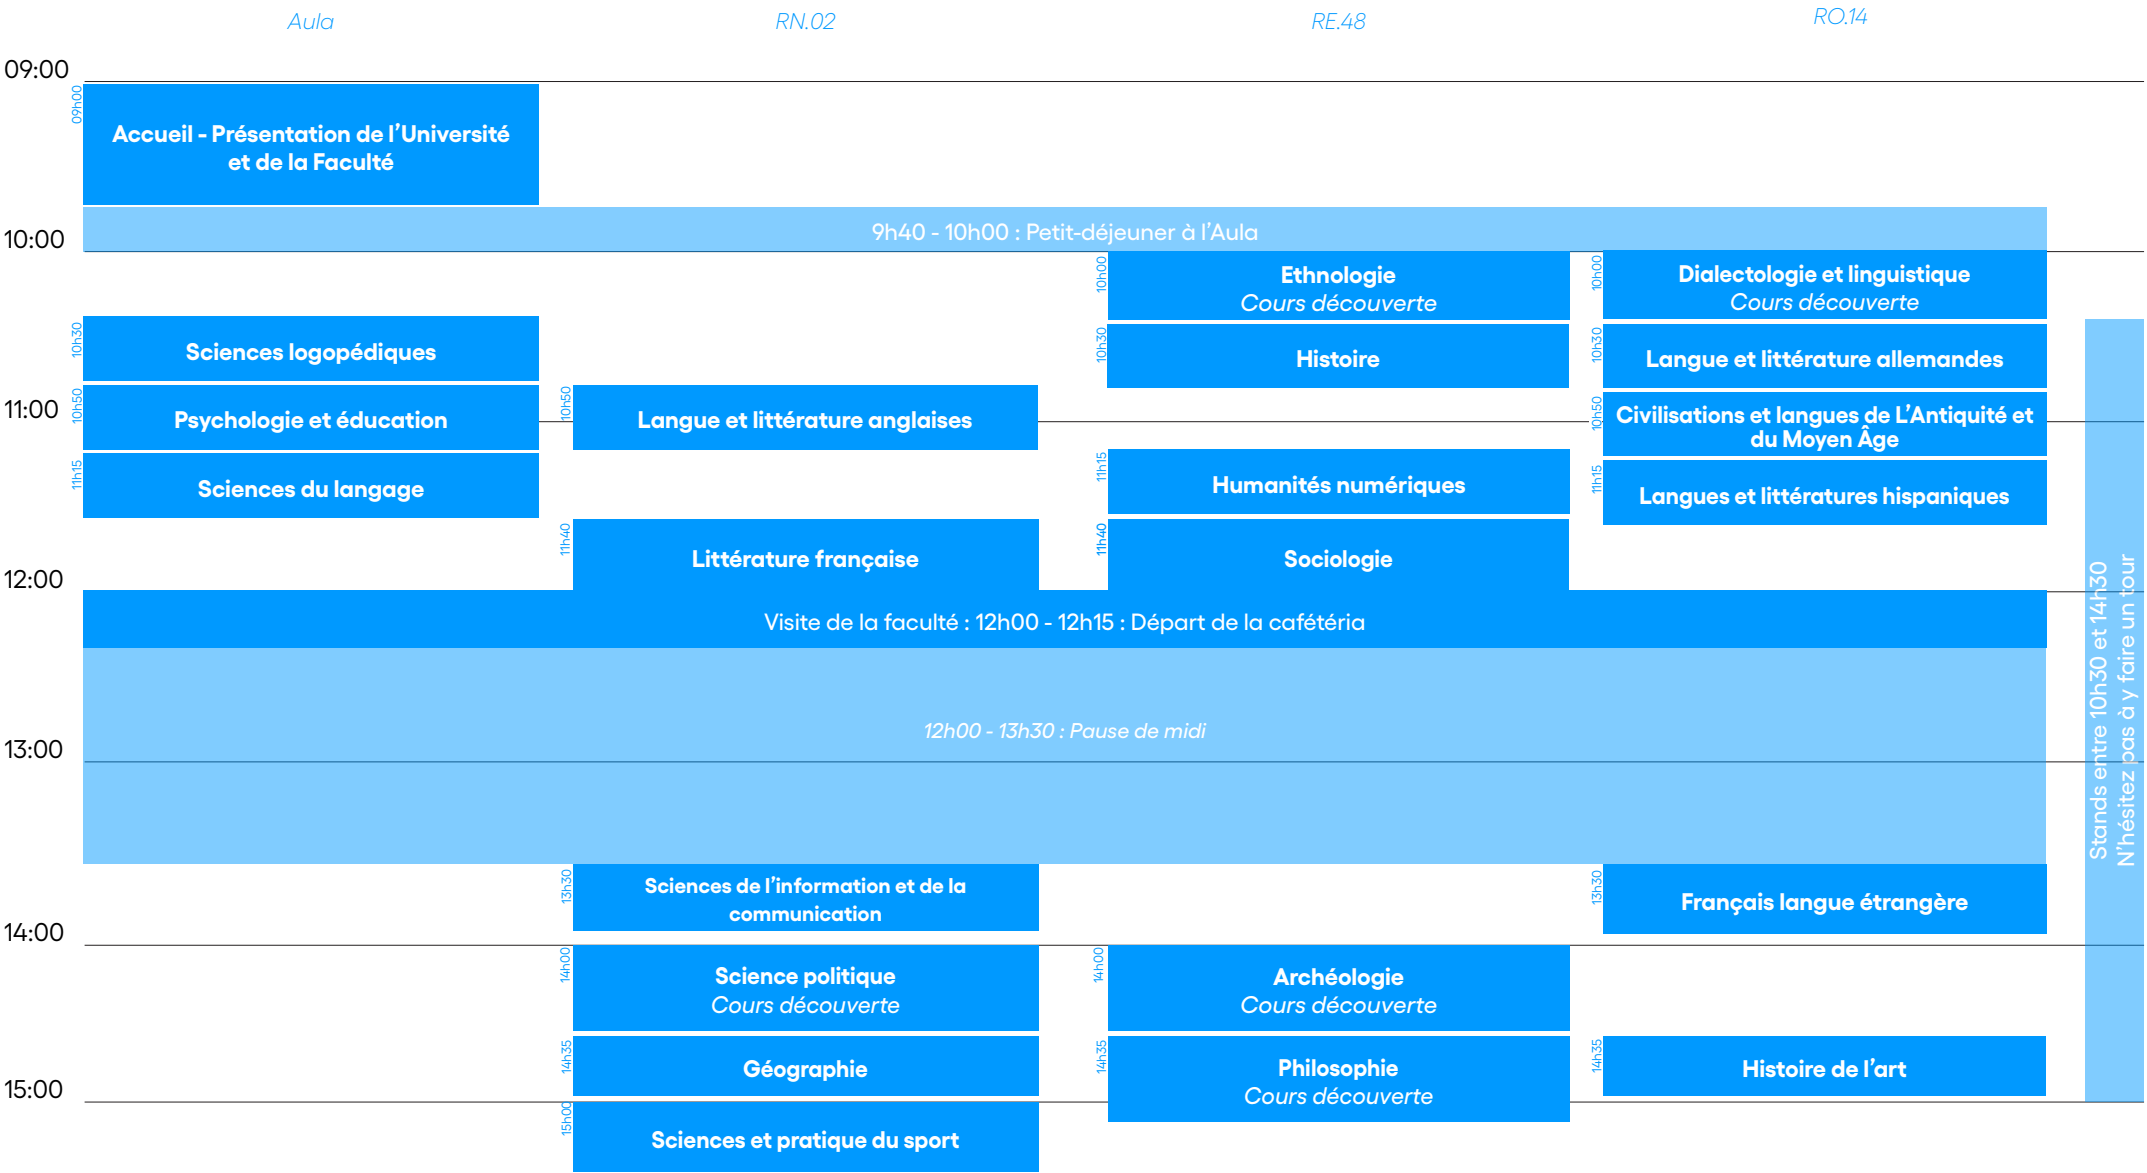 Aula
RN.02
RE.48
RO.14
09:00
09h00
Accueil - Présentation de l'Université
et de la Faculté
9h40 - 10h00 : Petit-déjeuner à l'Aula
10:00
10h00
Ethnologie
Cours découverte
10h00
Dialectologie et linguistique
Cours découverte
10h30
Sciences logopédiques
10h30
Histoire
10h30
Langue et littérature allemandes
11:00
10h50
Psychologie et éducation
10h50
Langue et littérature anglaises
10h50
Civilisations et langues de L'Antiquité et
du Moyen Âge
11h15
Sciences du langage
11h15
Humanités numériques
11h15
Langues et littératures hispaniques
11h40
Littérature française
11h40
Sociologie
12:00
Visite de la faculté : 12h00 - 12h15 : Départ de la cafétéria
12h00 - 13h30 : Pause de midi
13:00
Stands entre 10h30 et 14h30
N'hésitez pas à y faire un tour
13h30
Sciences de l'information et de la
communication
13h30
Français langue étrangère
14:00
14h00
Science politique
Cours découverte
14h00
Archéologie
Cours découverte
14h35
Géographie
14h35
Philosophie
Cours découverte
14h35
Histoire de l'art
15:00
15h00
Sciences et pratique du sport